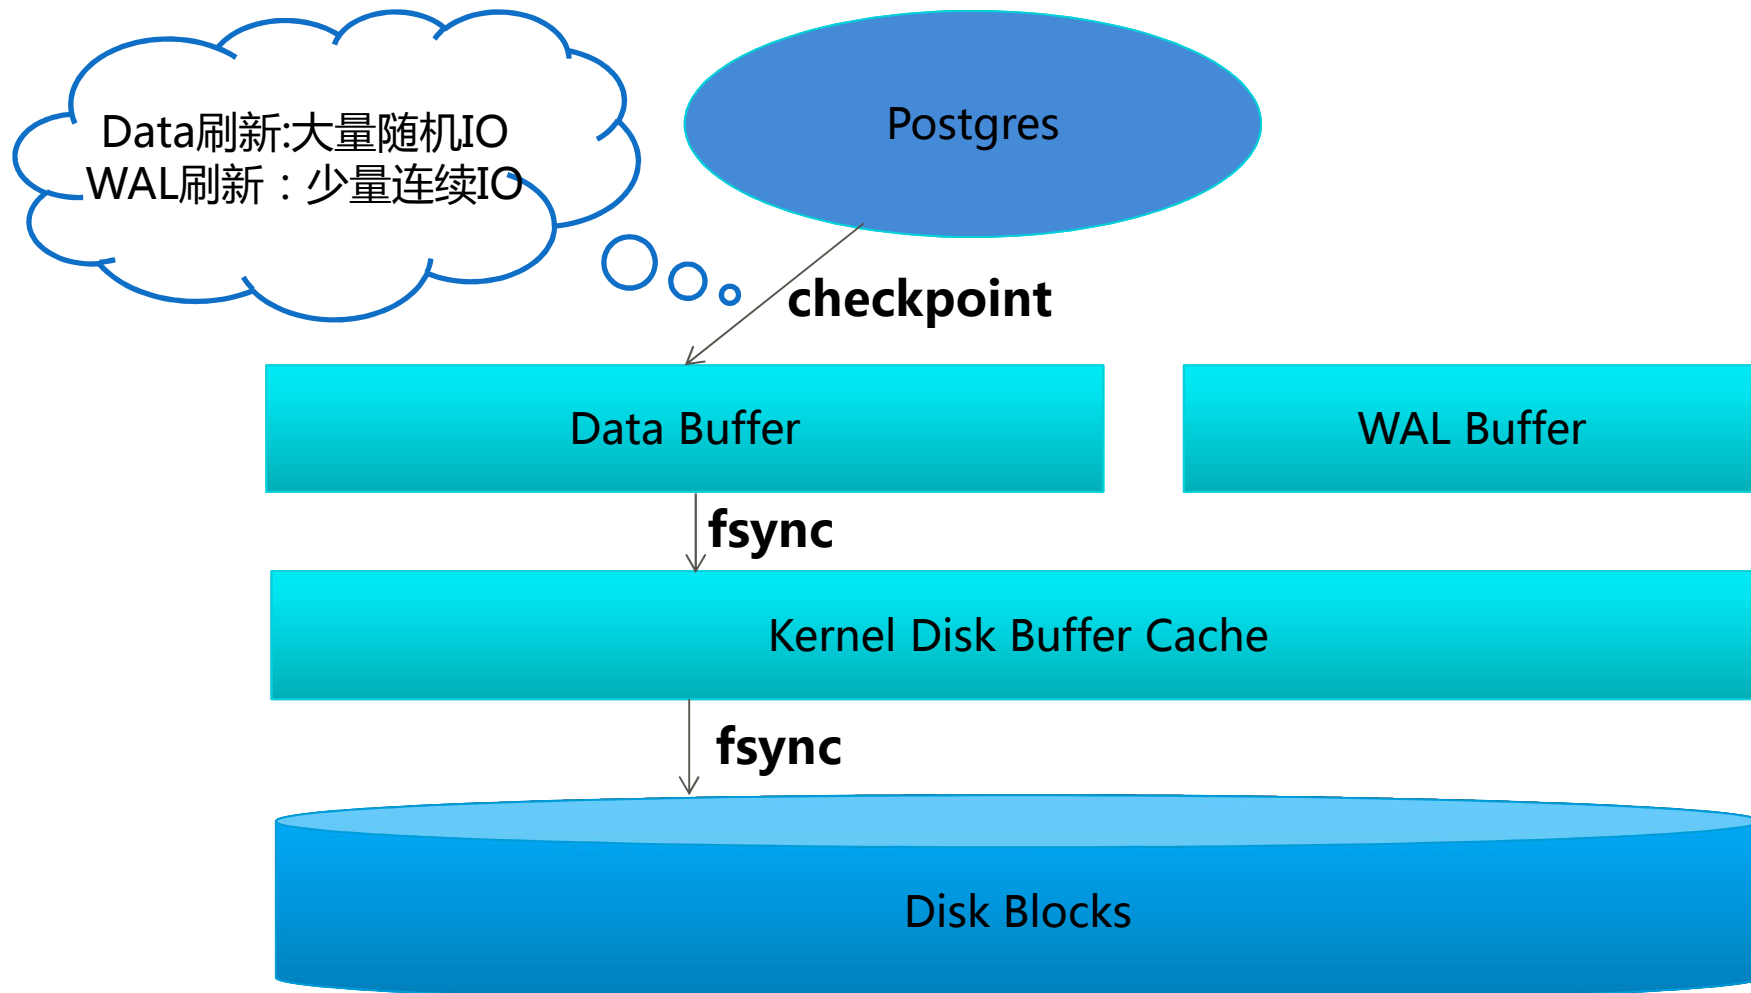 Data刷新:大量随机IO
WAL刷新：少量连续IO
Postgres
checkpoint
Data Buffer
WAL Buffer
fsync
Kernel Disk Buffer Cache
fsync
Disk Blocks